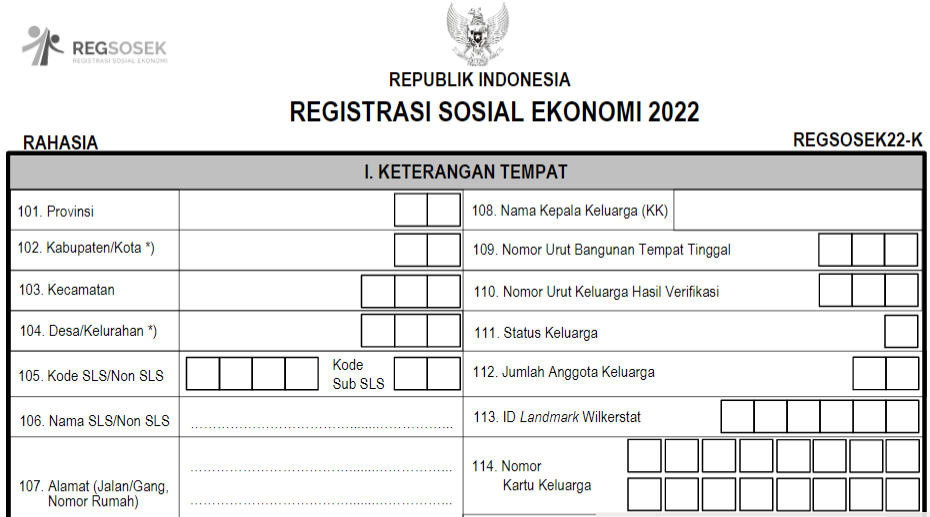 REGSOSEK
REGISTRASI SOSIAL EKONOMI
REPUBLIK INDONESIA
REGISTRASI SOSIAL EKONOMI 2022
RAHASIA
REGSOSEK22-K
I. KETERANGAN TEMPAT
101. Provinsi
102. Kabupaten/Kota *)
103. Kecamatan
104. Desa/Kelurahan *)
105. Kode SLS/Non SLS
Kode
Sub SLS
106. Nama SLS/Non SLS
107. Alamat (Jalan/Gang,
Nomor Rumah)
108. Nama Kepala Keluarga (KK)
109. Nomor Urut Bangunan Tempat Tinggal
110. Nomor Urut Keluarga Hasil Verifikasi
111. Status Keluarga
112. Jumlah Anggota Keluarga
113. ID Landmark Wilkerstat
114. Nomor
Kartu Keluarga